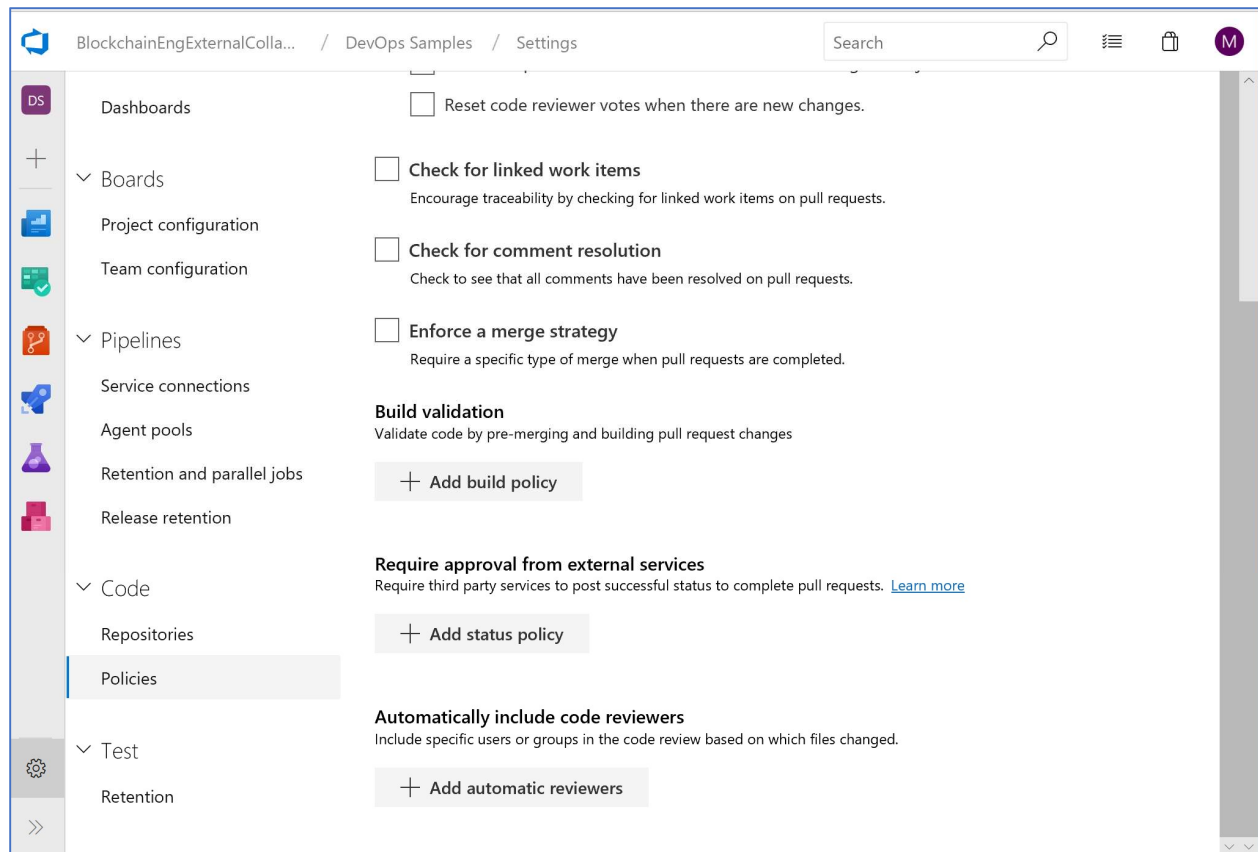 BlockchainEngExternalColla... / DevOps Samples / Settings
Search
M
DS
Dashboards
Boards
Project configuration
Team configuration
Pipelines
Service connections
Agent pools
Retention and parallel jobs
Release retention
Code
Repositories
Policies
Test
Retention
Reset code reviewer votes when there are new changes.
Check for linked work items
Encourage traceability by checking for linked work items on pull requests.
Check for comment resolution
Check to see that all comments have been resolved on pull requests.
Enforce a merge strategy
Require a specific type of merge when pull requests are completed.
Build validation
Validate code by pre-merging and building pull request changes
+ Add build policy
Require approval from external services
Require third party services to post successful status to complete pull requests. Learn more
+ Add status policy
Automatically include code reviewers
Include specific users or groups in the code review based on which files changed.
+ Add automatic reviewers